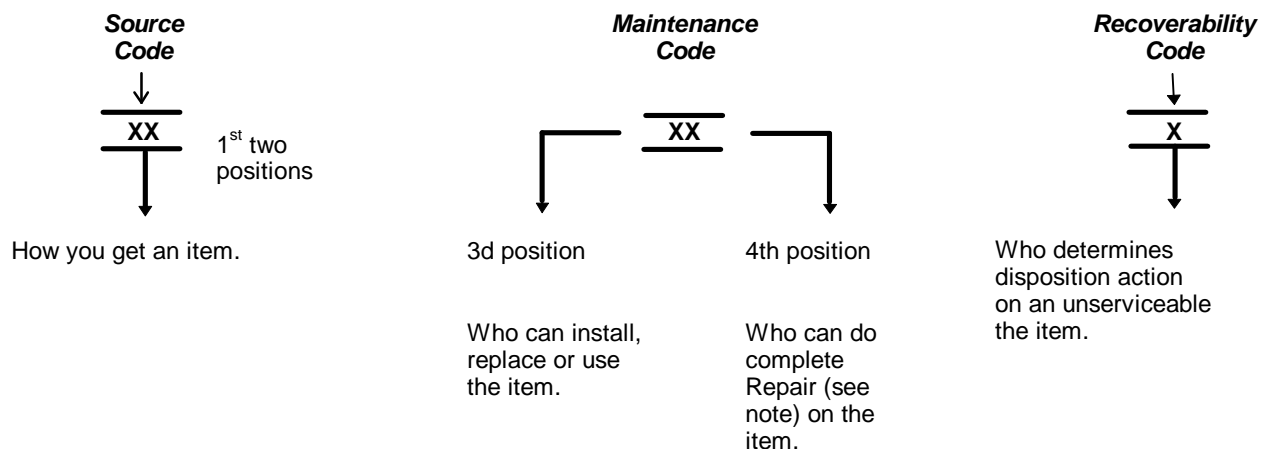 Source
Code
XX
1st two
positions
How you get an item.
Maintenance
Code
XX
3d position
Who can install,
replace or use
the item.
4th position
Who can do
complete
Repair (see
note) on the
item.
Recoverability
Code
X
Who determines
disposition action
on an unserviceable
the item.